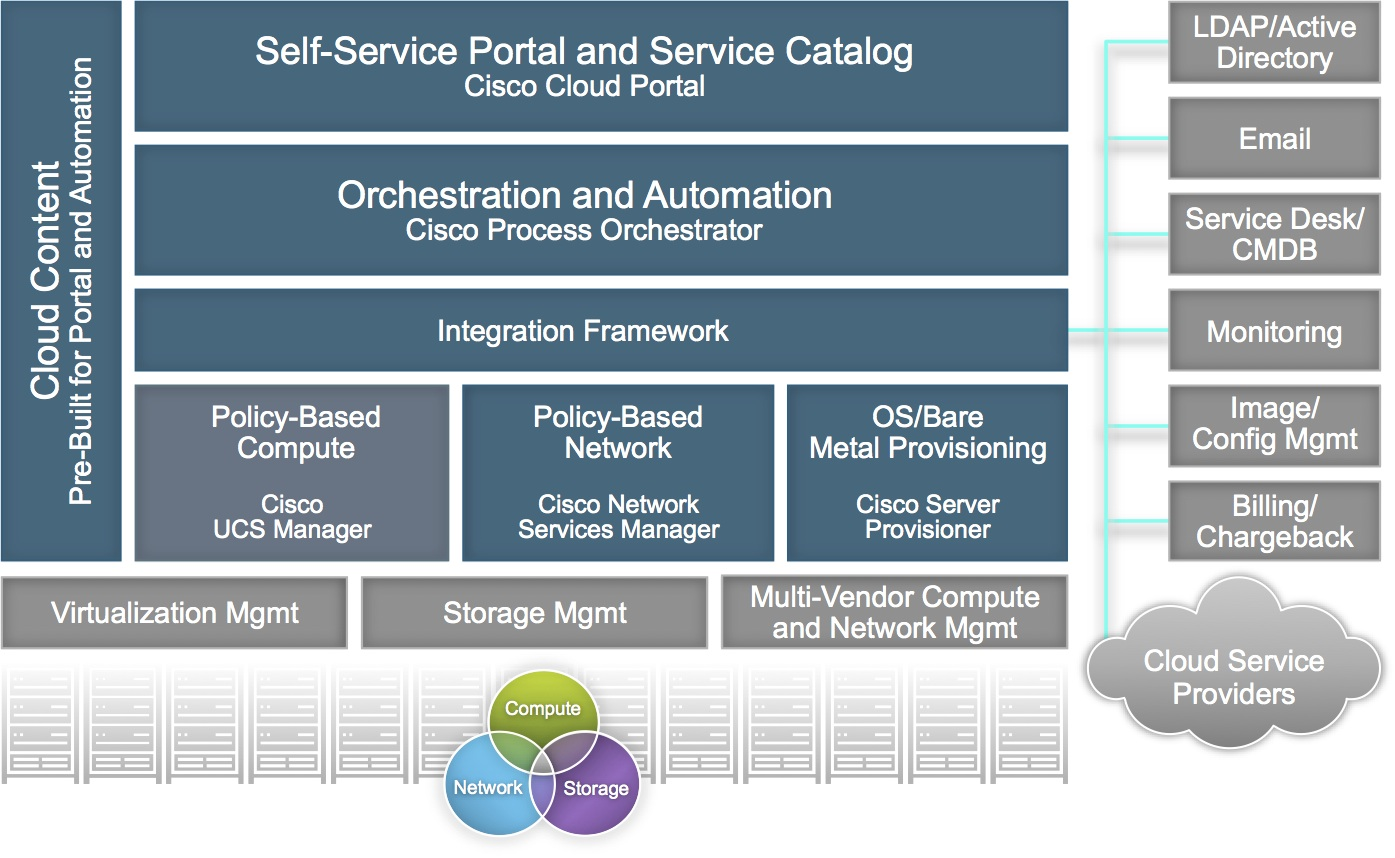 Cloud Content
Pre-Built for Portal and Automation
Self-Service Portal and Service Catalog
Cisco Cloud Portal
Orchestration and Automation
Cisco Process Orchestrator
Integration Framework
Policy-Based
Compute
Cisco
UCS Manager
Policy-Based
Network
Cisco Network
Services Manager
OS/Bare
Metal Provisioning
Cisco Server
Provisioner
Virtualization Mgmt
Storage Mgmt
Multi-Vendor Compute
and Network Mgmt
Compute
Network
Storage
LDAP/Active
Directory
Email
Service Desk/
CMDB
Monitoring
Image/
Config Mgmt
Billing/
Chargeback
Cloud Service
Providers